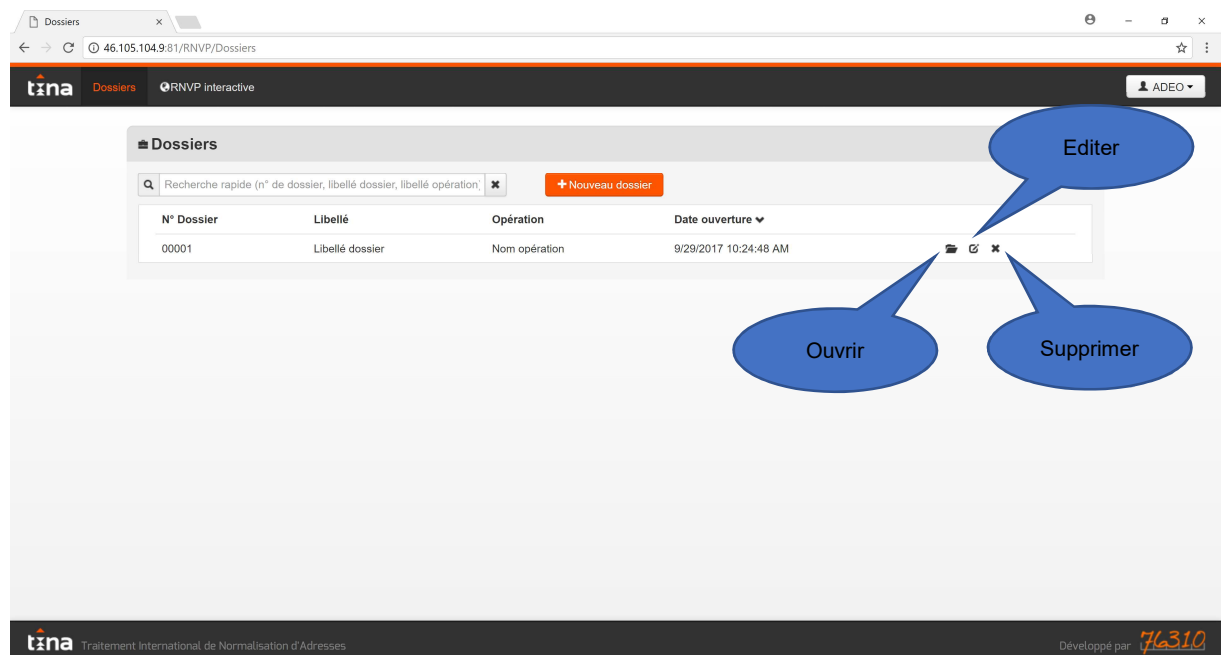 Dossiers
46.105.104.9:81/RNVP/Dossiers
tina Dossiers RNVP interactive ADEO
Dossiers
Editer
Recherche rapide (n° de dossier, libellé dossier, libellé opération) + Nouveau dossier
N° Dossier Libellé Opération Date ouverture
00001 Libellé dossier Nom opération 9/29/2017 10:24:48 AM
Ouvrir Supprimer
tina Traitement International de Normalisation d'Adresses Développé par 76310